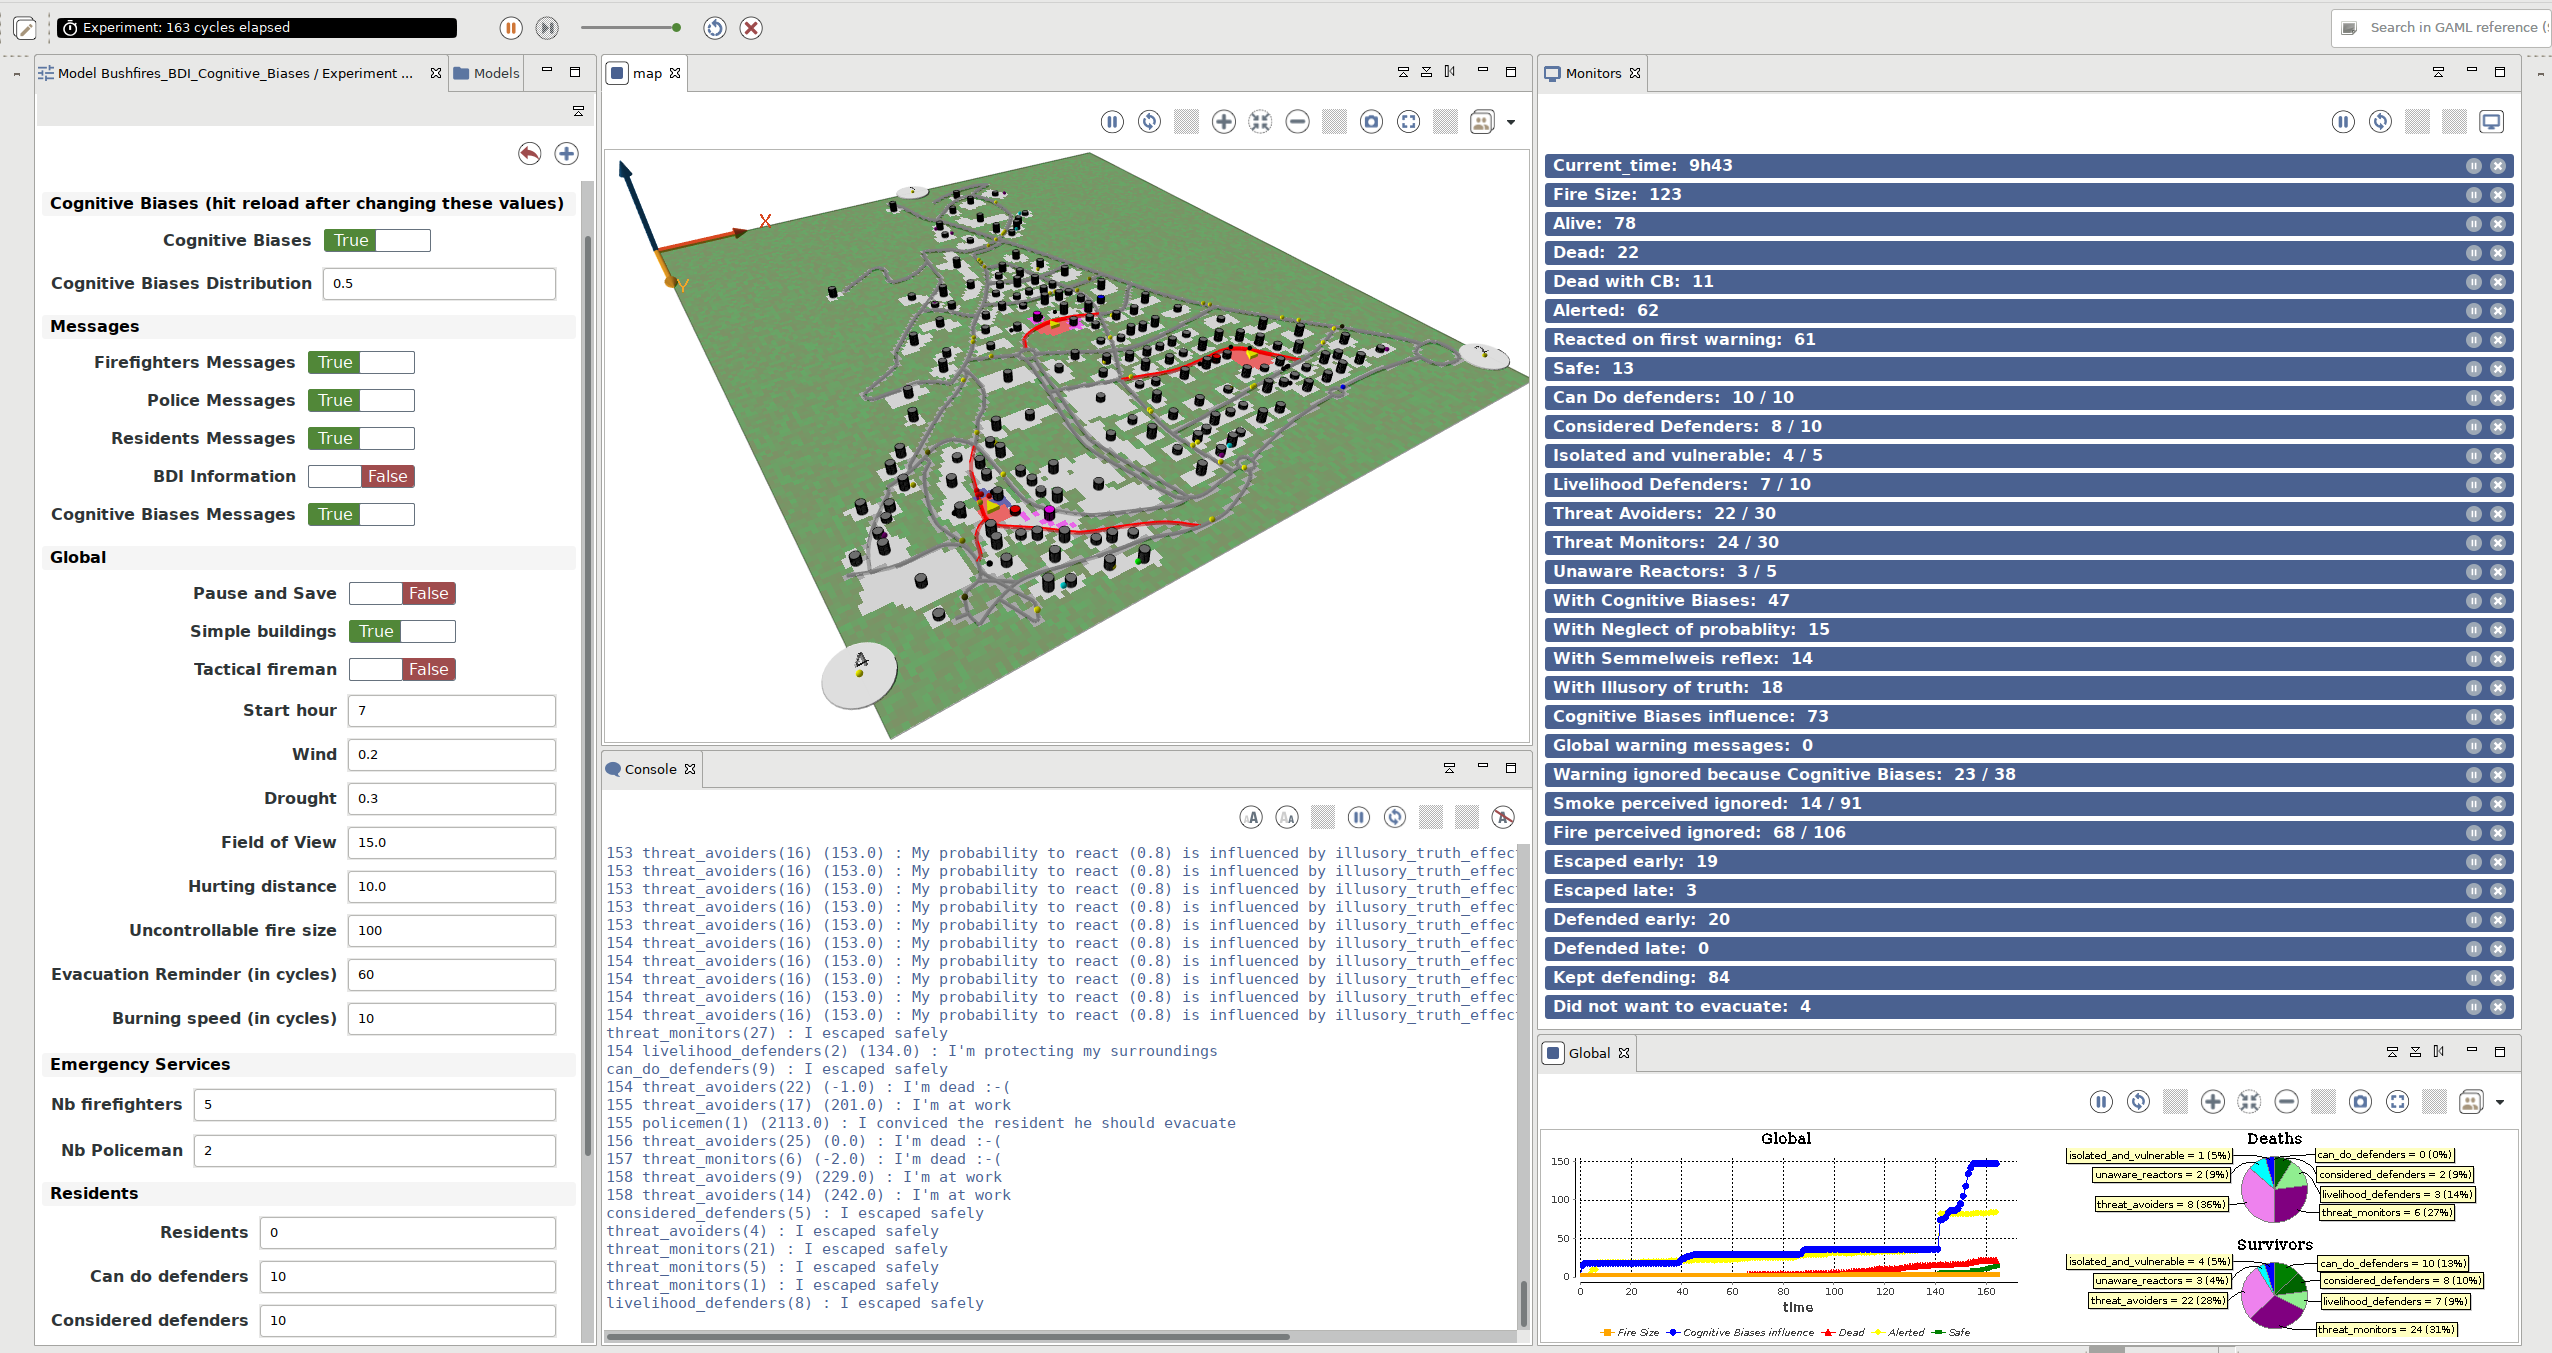 Experiment: 163 cycles elapsed
Search in GAML reference (
Model Bushfires_BDI_Cognitive_Biases / Experiment ...
Models
Cognitive Biases (hit reload after changing these values)
Cognitive Biases True
Cognitive Biases Distribution 0.5
Messages
Firefighters Messages True
Police Messages True
Residents Messages True
BDI Information False
Cognitive Biases Messages True
Global
Pause and Save False
Simple buildings True
Tactical fireman False
Start hour 7
Wind 0.2
Drought 0.3
Field of View 15.0
Hurting distance 10.0
Uncontrollable fire size 100
Evacuation Reminder (in cycles) 60
Burning speed (in cycles) 10
Emergency Services
Nb firefighters 5
Nb Policeman 2
Residents
Residents 0
Can do defenders 10
Considered defenders 10
map
X
Y
Console
153 threat_avoiders(16) (153.0) : My probability to react (0.8) is influenced by illusory_truth_effec
153 threat_avoiders(16) (153.0) : My probability to react (0.8) is influenced by illusory_truth_effec
153 threat_avoiders(16) (153.0) : My probability to react (0.8) is influenced by illusory_truth_effec
153 threat_avoiders(16) (153.0) : My probability to react (0.8) is influenced by illusory_truth_effec
153 threat_avoiders(16) (153.0) : My probability to react (0.8) is influenced by illusory_truth_effec
154 threat_avoiders(16) (153.0) : My probability to react (0.8) is influenced by illusory_truth_effec
154 threat_avoiders(16) (153.0) : My probability to react (0.8) is influenced by illusory_truth_effec
154 threat_avoiders(16) (153.0) : My probability to react (0.8) is influenced by illusory_truth_effec
154 threat_avoiders(16) (153.0) : My probability to react (0.8) is influenced by illusory_truth_effec
154 threat_avoiders(16) (153.0) : My probability to react (0.8) is influenced by illusory_truth_effec
threat_monitors(27) : I escaped safely
154 livelihood_defenders(2) (134.0) : I'm protecting my surroundings
can_do_defenders(9) : I escaped safely
154 threat_avoiders(22) (-1.0) : I'm dead :-(
155 threat_avoiders(17) (201.0) : I'm at work
155 policemen(1) (2113.0) : I conviced the resident he should evacuate
156 threat_avoiders(25) (0.0) : I'm dead :-(
157 threat_monitors(6) (-2.0) : I'm dead :-(
158 threat_avoiders(9) (229.0) : I'm at work
158 threat_avoiders(14) (242.0) : I'm at work
considered_defenders(5) : I escaped safely
threat_avoiders(4) : I escaped safely
threat_monitors(21) : I escaped safely
threat_monitors(5) : I escaped safely
threat_monitors(1) : I escaped safely
livelihood_defenders(8) : I escaped safely
Monitors
Current_time: 9h43
Fire Size: 123
Alive: 78
Dead: 22
Dead with CB: 11
Alerted: 62
Reacted on first warning: 61
Safe: 13
Can Do defenders: 10 / 10
Considered Defenders: 8 / 10
Isolated and vulnerable: 4 / 5
Livelihood Defenders: 7 / 10
Threat Avoiders: 22 / 30
Threat Monitors: 24 / 30
Unaware Reactors: 3 / 5
With Cognitive Biases: 47
With Neglect of probablity: 15
With Semmelweis reflex: 14
With Illusory of truth: 18
Cognitive Biases influence: 73
Global warning messages: 0
Warning ignored because Cognitive Biases: 23 / 38
Smoke perceived ignored: 14 / 91
Fire perceived ignored: 68 / 106
Escaped early: 19
Escaped late: 3
Defended early: 20
Defended late: 0
Kept defending: 84
Did not want to evacuate: 4
Global
Global
150
100
50
0
0 20 40 60 80 100 120 140 160
time
Fire Size Cognitive Biases influence Dead Alerted Safe
Deaths
isolated_and_vulnerable = 1 (5%)
unaware_reactors = 2 (9%)
threat_avoiders = 8 (36%)
can_do_defenders = 0 (0%)
considered_defenders = 2 (9%)
livelihood_defenders = 3 (14%)
threat_monitors = 6 (27%)
Survivors
isolated_and_vulnerable = 4 (5%)
unaware_reactors = 3 (4%)
threat_avoiders = 22 (28%)
can_do_defenders = 10 (13%)
considered_defenders = 8 (10%)
livelihood_defenders = 7 (9%)
threat_monitors = 24 (31%)